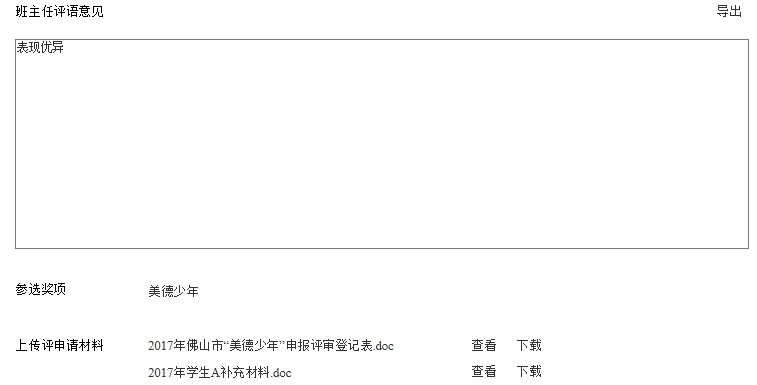 班主任评语意见 导出
表现优异
参选奖项 美德少年
上传评申请材料 2017年佛山市“美德少年”申报评审登记表.doc 查看 下载
2017年学生A补充材料.doc 查看 下载